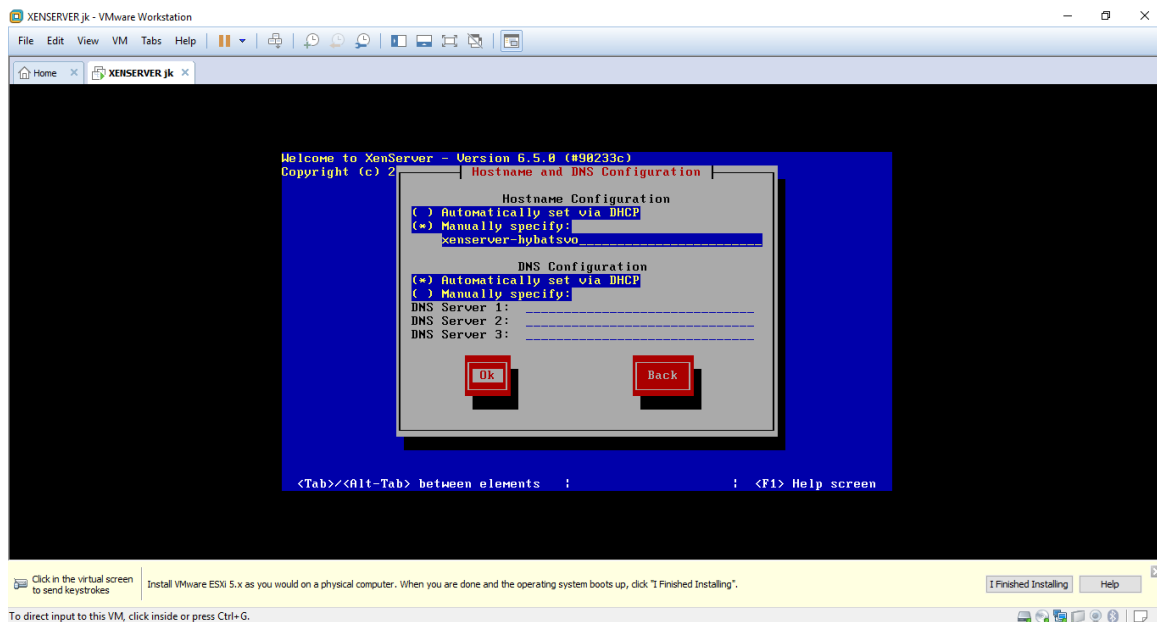 XENSERVER jk - VMware Workstation
File Edit View VM Tabs Help
Home XENSERVER jk
Welcome to XenServer - Version 6.5.0 (#90233c)
Copyright (c) 2
Hostname and DNS Configuration
Hostname Configuration
( ) Automatically set via DHCP
(*) Manually specify:
xenserver-hybatsvo________________________
DNS Configuration
(*) Automatically set via DHCP
( ) Manually specify:
DNS Server 1: ______________________________
DNS Server 2: ______________________________
DNS Server 3: ______________________________
Ok Back
<Tab>/<Alt-Tab> between elements ¦ ¦ <F1> Help screen
Click in the virtual screen
to send keystrokes
Install VMware ESXi 5.x as you would on a physical computer. When you are done and the operating system boots up, click "I Finished Installing".
I Finished Installing Help
To direct input to this VM, click inside or press Ctrl+G.